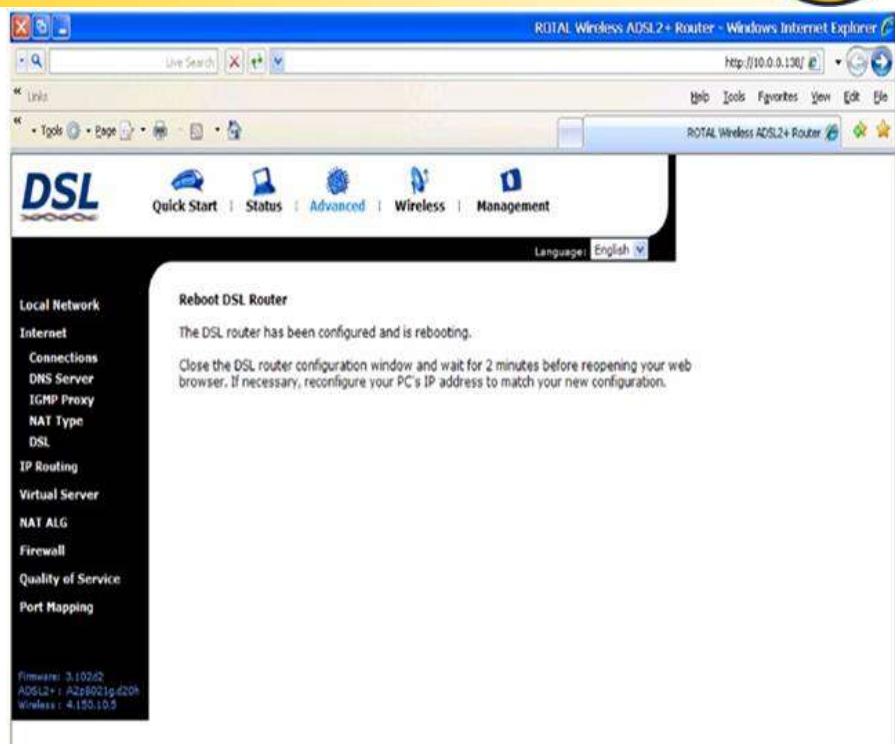 ROTAL Wireless ADSL2+ Router - Windows Internet Explorer
Live Search
http://10.0.0.138/
Links
Help Tools Favorites View Edit File
Tools Page
ROTAL Wireless ADSL2+ Router
DSL
Quick Start | Status | Advanced | Wireless | Management
Language: English
Local Network
Internet
Connections
DNS Server
IGMP Proxy
NAT Type
DSL
IP Routing
Virtual Server
NAT ALG
Firewall
Quality of Service
Port Mapping
Firmware: 3.102d2
ADSL2+ : A2pB021g.d20h
Wireless : 4.150.10.5
Reboot DSL Router
The DSL router has been configured and is rebooting.
Close the DSL router configuration window and wait for 2 minutes before reopening your web
browser. If necessary, reconfigure your PC's IP address to match your new configuration.